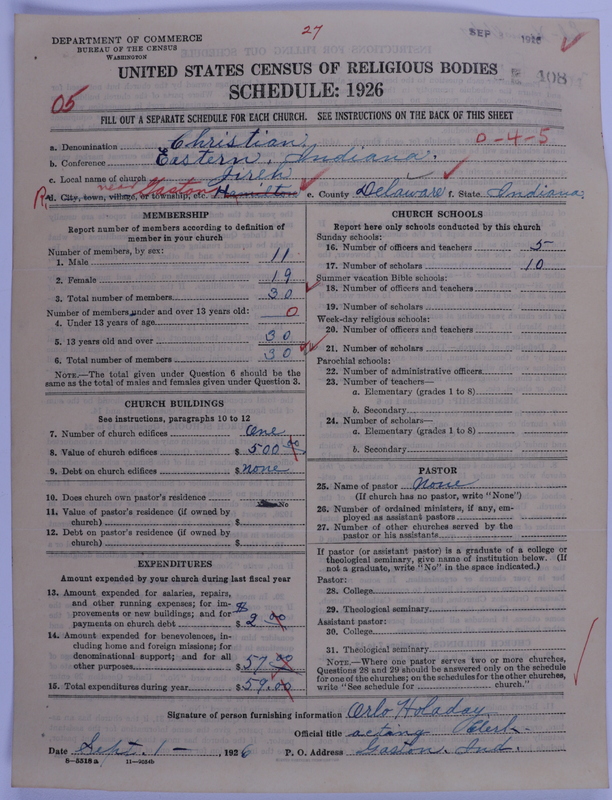 27
SEP 1926
DEPARTMENT OF COMMERCE
BUREAU OF THE CENSUS
WASHINGTON
UNITED STATES CENSUS OF RELIGIOUS BODIES
408
SCHEDULE: 1926
05
FILL OUT A SEPARATE SCHEDULE FOR EACH CHURCH. SEE INSTRUCTIONS ON THE BACK OF THIS SHEET
0-4-5
a. Denomination Christian
b. Conference Eastern, Indiana.
c. Local name of church Jireh
R. d. City, town, village, or township, etc. near Gaston Hamilton e. County Delaware f. State Indiana
MEMBERSHIP
Report number of members according to definition of
member in your church
Number of members, by sex:
1. Male 11
2. Female 19
3. Total number of members 30
Number of members under and over 13 years old: 0
4. Under 13 years of age
5. 13 years old and over 30
6. Total number of members 30
NOTE.—The total given under Question 6 should be
same as the total of males and females given under Question 3.
CHURCH BUILDINGS
See instructions, paragraphs 10 to 12
7. Number of church edifices One
8. Value of church edifices $ 500.00
9. Debt on church edifices $ none
10. Does church own pastor's residence No
11. Value of pastor's residence (if owned by
church) $
12. Debt on pastor's residence (if owned by
church) $
EXPENDITURES
Amount expended by your church during last fiscal year
13. Amount expended for salaries, repairs,
and other running expenses; for im-
provements or new buildings; and for
payments on church debt $ 2.00
14. Amount expended for benevolences, in-
cluding home and foreign missions; for
denominational support; and for all
other purposes $ 57.00
15. Total expenditures during year $ 59.00
CHURCH SCHOOLS
Report here only schools conducted by this church
Sunday schools:
16. Number of officers and teachers 5
17. Number of scholars 10
Summer vacation Bible schools:
18. Number of officers and teachers
19. Number of scholars
Week-day religious schools:
20. Number of officers and teachers
21. Number of scholars
Parochial schools:
22. Number of administrative officers
23. Number of teachers—
a. Elementary (grades 1 to 8)
b. Secondary
24. Number of scholars—
a. Elementary (grades 1 to 8)
b. Secondary
PASTOR
25. Name of pastor None
(If church has no pastor, write "None")
26. Number of ordained ministers, if any, em-
ployed as assistant pastors
27. Number of other churches served by the
pastor or his assistants
If pastor (or assistant pastor) is a graduate of a college or
theological seminary, give name of institution below. (If
not a graduate, write "No" in the space indicated.)
Pastor:
28. College
29. Theological seminary
Assistant pastor:
30. College
31. Theological seminary
NOTE.—Where one pastor serves two or more churches,
Questions 28 and 29 should be answered only on the schedule
for one of the churches; on the schedules for the other churches,
write "See schedule for church."
Signature of person furnishing information Orlo Holaday
Official title acting Clerk.
Date Sept. 1 - , 1926 P. O. Address Gaston. Ind.
8-5318 a 11-9054b